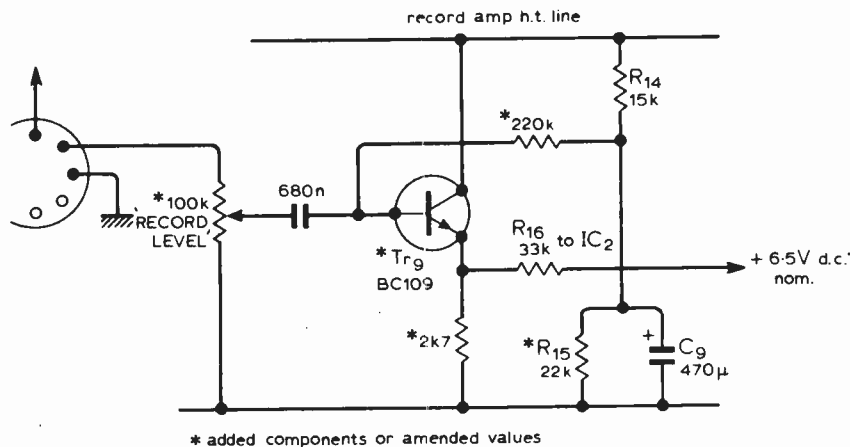 record amp h.t. line
R14
15k
*220k
680n
*100k
'RECORD
LEVEL'
R16
33k to IC2
*Tr9
BC109
+ 6·5V d.c.
nom.
*2k7
*R15
22k
+
C9
470μ
* added components or amended values